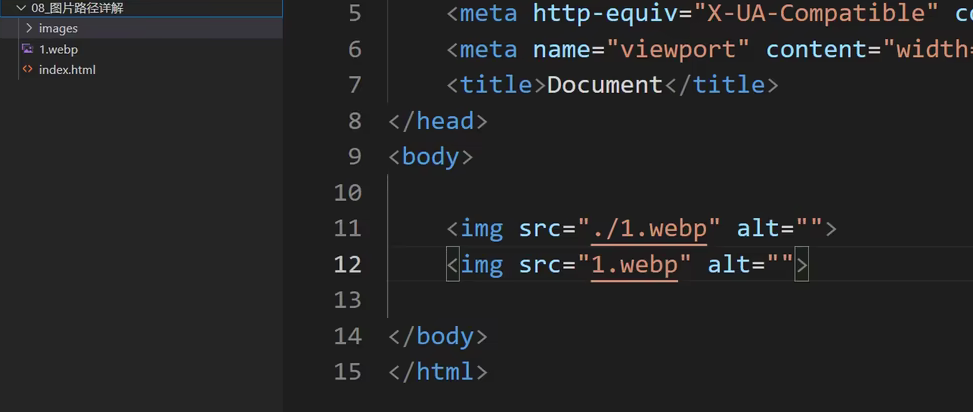 08_图片路径详解
images
1.webp
index.html
5 <meta http-equiv="X-UA-Compatible" co
6 <meta name="viewport" content="width=
7 <title>Document</title>
8 </head>
9 <body>
10
11 <img src="./1.webp" alt="">
12 <img src="1.webp" alt="">
13
14 </body>
15 </html>